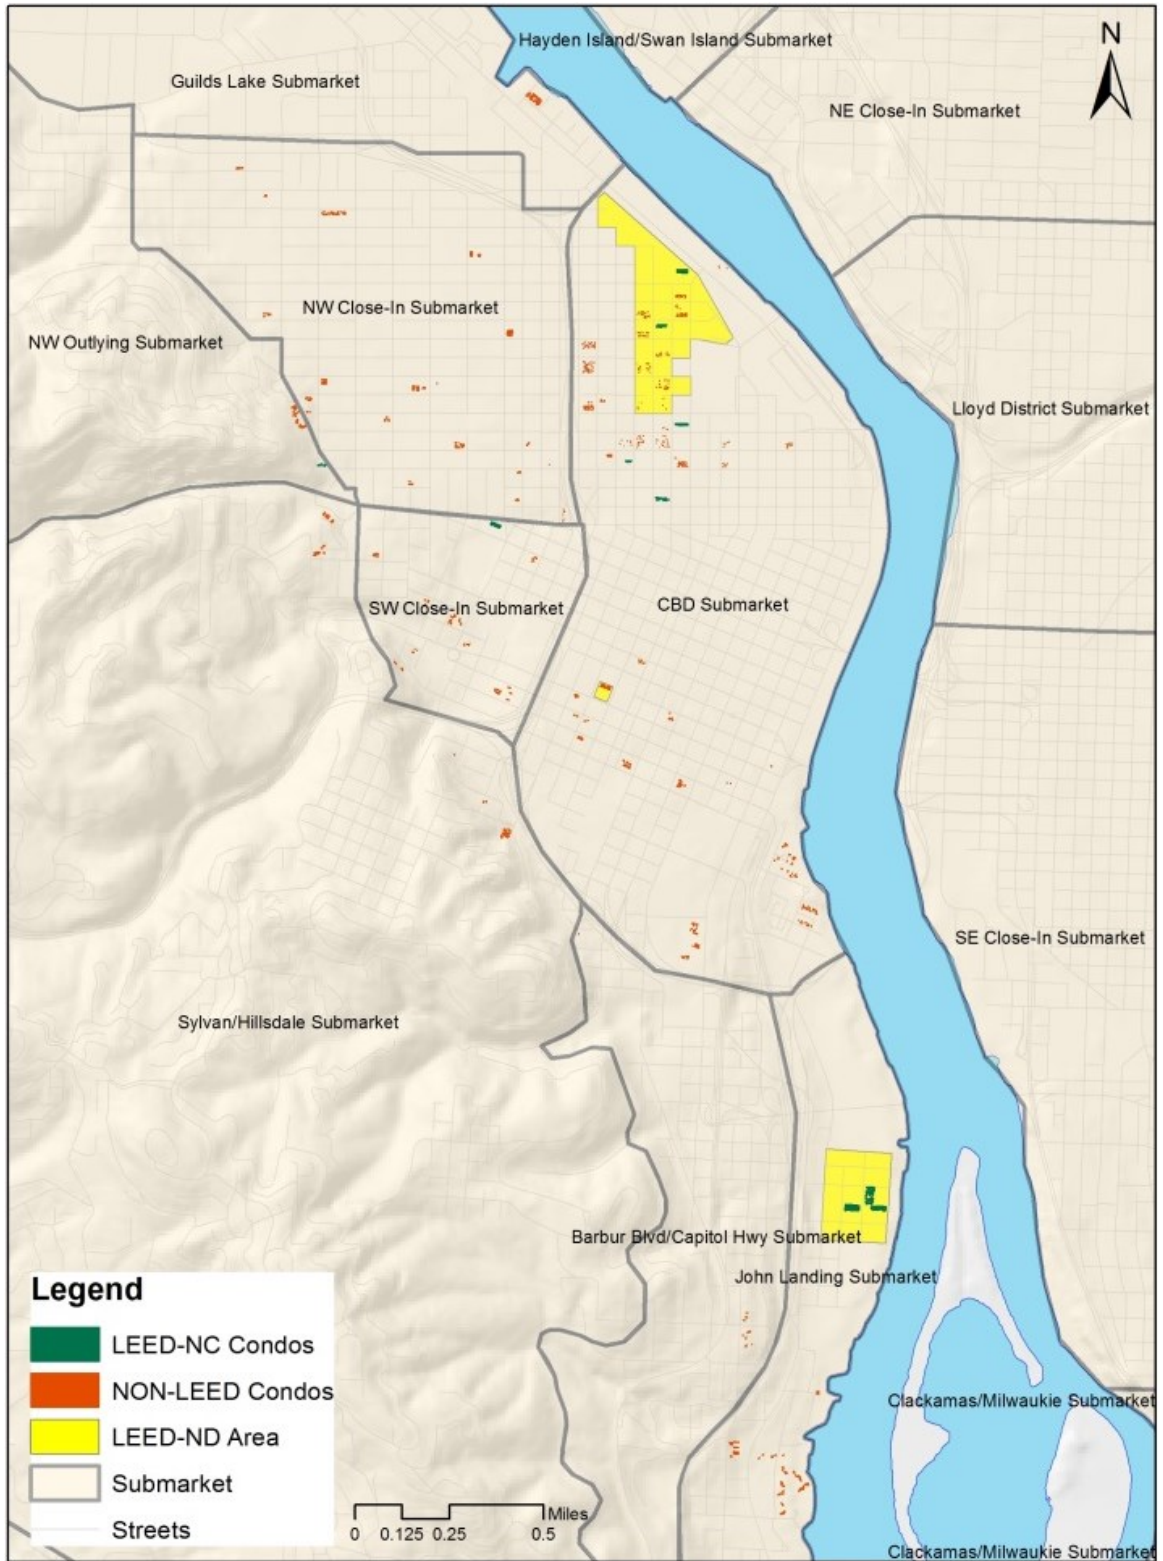 Hayden Island/Swan Island Submarket
N
Guilds Lake Submarket
NE Close-In Submarket
NW Close-In Submarket
NW Outlying Submarket
Lloyd District Submarket
SW Close-In Submarket
CBD Submarket
SE Close-In Submarket
Sylvan/Hillsdale Submarket
Barbur Blvd/Capitol Hwy Submarket
John Landing Submarket
Clackamas/Milwaukie Submarket
Clackamas/Milwaukie Submarket
Legend
LEED-NC Condos
NON-LEED Condos
LEED-ND Area
Submarket
Streets
Miles
0 0.125 0.25 0.5